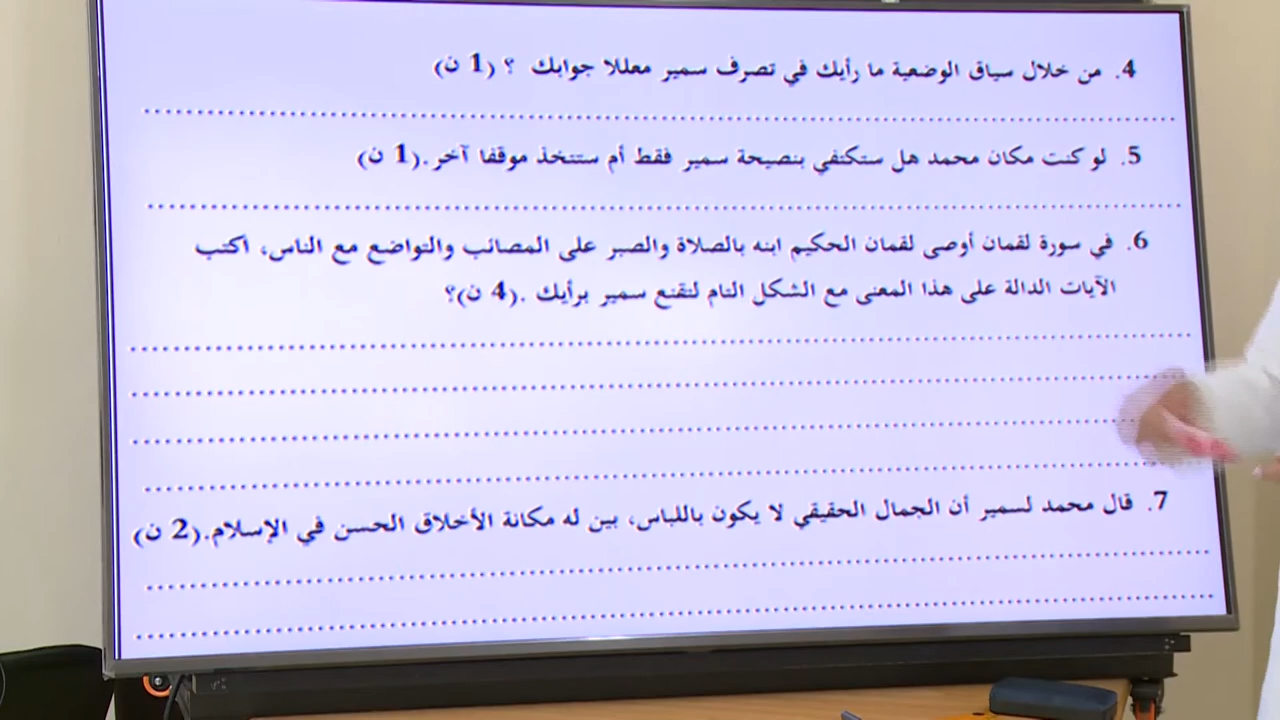 4. من خلال سياق الوضعية ما رأيك في تصرف سمير معللا جوابك ؟ (1 ن)
5. لو كنت مكان محمد هل ستكتفي بنصيحة سمير فقط أم ستتخذ موقفا آخر.(1 ن)
6. في سورة لقمان أوصى لقمان الحكيم ابنه بالصلاة والصبر على المصائب والتواضع مع الناس، اكتب
الآيات الدالة على هذا المعنى مع الشكل التام لتقنع سمير برأيك .(4 ن)؟
7. قال محمد لسمير أن الجمال الحقيقي لا يكون باللباس، بين له مكانة الأخلاق الحسن في الإسلام.(2 ن)